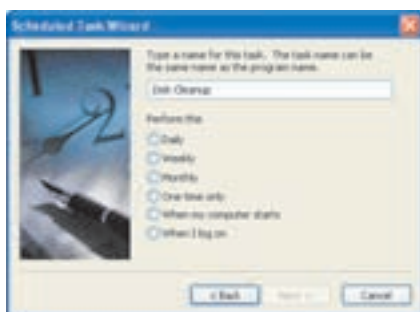 Scheduled Task Wizard
Type a name for this task. The task name can be
the same name as the program name.
Disk Cleanup
Perform this
Daily
Weekly
Monthly
One time only
When my computer starts
When I log on
< Back
Next >
Cancel